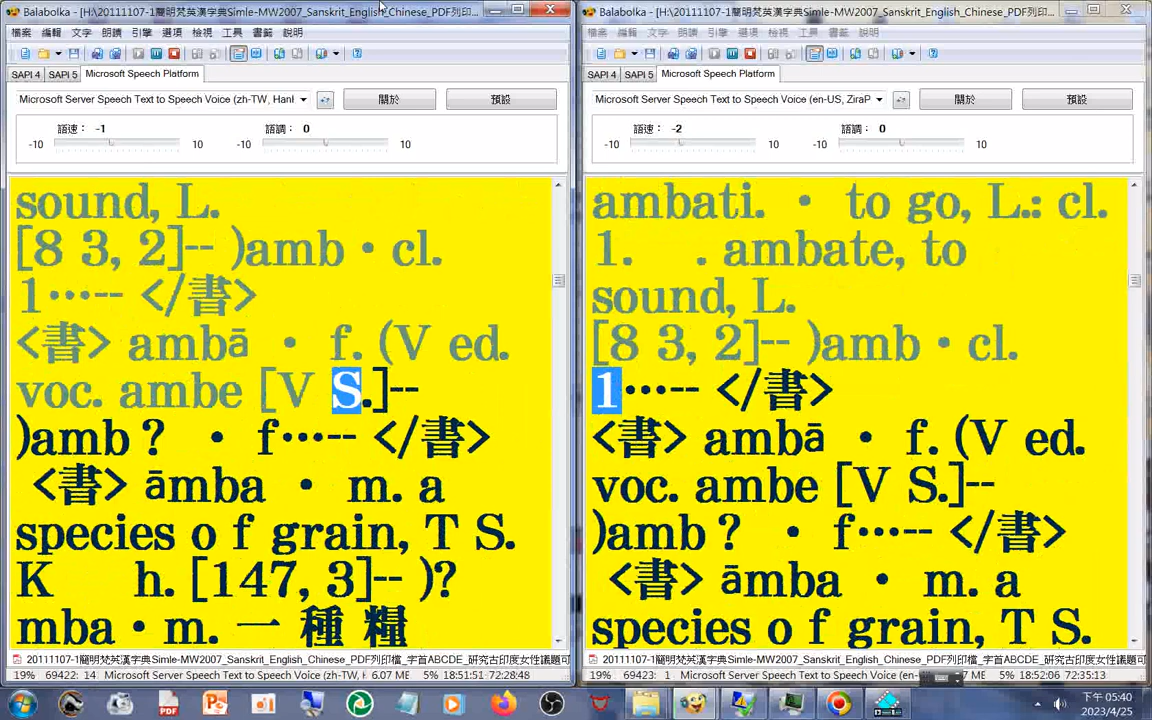 Balabolka - [H:\20111107-1簡明梵英漢字典Simle-MW2007_Sanskrit_English_Chinese_PDF列印...
檔案 編輯 文字 朗讀 引擎 選項 檢視 工具 書籤 說明
SAPI 4 SAPI 5 Microsoft Speech Platform
Microsoft Server Speech Text to Speech Voice (zh-TW, Hanl 關於 預設
語速： -1 語調： 0
-10 10 -10 10
sound, L.
[8 3, 2]-- )amb・cl.
1…-- </書>
<書> ambā ・ f. (V ed.
voc. ambe [V S.]--
)amb？ ・ f…-- </書>
<書> āmba ・ m. a
species o f grain, T S.
K h. [147, 3]-- )?
mba・m. 一 種 糧
20111107-1簡明梵英漢字典Simle-MW2007_Sanskrit_English_Chinese_PDF列印檔_字首ABCDE_研究古印度女性議題可
19% 69422: 14 Microsoft Server Speech Text to Speech Voice (zh-TW, H 6.07 ME 5% 18:51:51 72:28:48
Balabolka - [H:\20111107-1簡明梵英漢字典Simle-MW2007_Sanskrit_English_Chinese_PDF列印...
檔案 編輯 文字 朗讀 引擎 選項 檢視 工具 書籤 說明
SAPI 4 SAPI 5 Microsoft Speech Platform
Microsoft Server Speech Text to Speech Voice (en-US, ZiraP 關於 預設
語速： -2 語調： 0
-10 10 -10 10
ambati. ・ to go, L.: cl.
1. . ambate, to
sound, L.
[8 3, 2]-- )amb・cl.
1…-- </書>
<書> ambā ・ f. (V ed.
voc. ambe [V S.]--
)amb？ ・ f…-- </書>
<書> āmba ・ m. a
species o f grain, T S.
20111107-1簡明梵英漢字典Simle-MW2007_Sanskrit_English_Chinese_PDF列印檔_字首ABCDE_研究古印度女性議題可
19% 69423: 1 Microsoft Server Speech Text to Speech Voice (en-US, Z 6.07 ME 5% 18:52:06 72:35:13
下午 05:40
2023/4/25